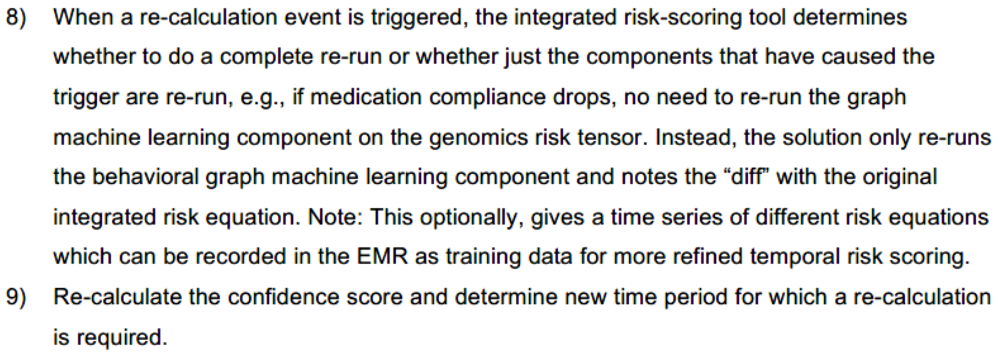 8) When a re-calculation event is triggered, the integrated risk-scoring tool determines
whether to do a complete re-run or whether just the components that have caused the
trigger are re-run, e.g., if medication compliance drops, no need to re-run the graph
machine learning component on the genomics risk tensor. Instead, the solution only re-runs
the behavioral graph machine learning component and notes the “diff” with the original
integrated risk equation. Note: This optionally, gives a time series of different risk equations
which can be recorded in the EMR as training data for more refined temporal risk scoring.
9) Re-calculate the confidence score and determine new time period for which a re-calculation
is required.